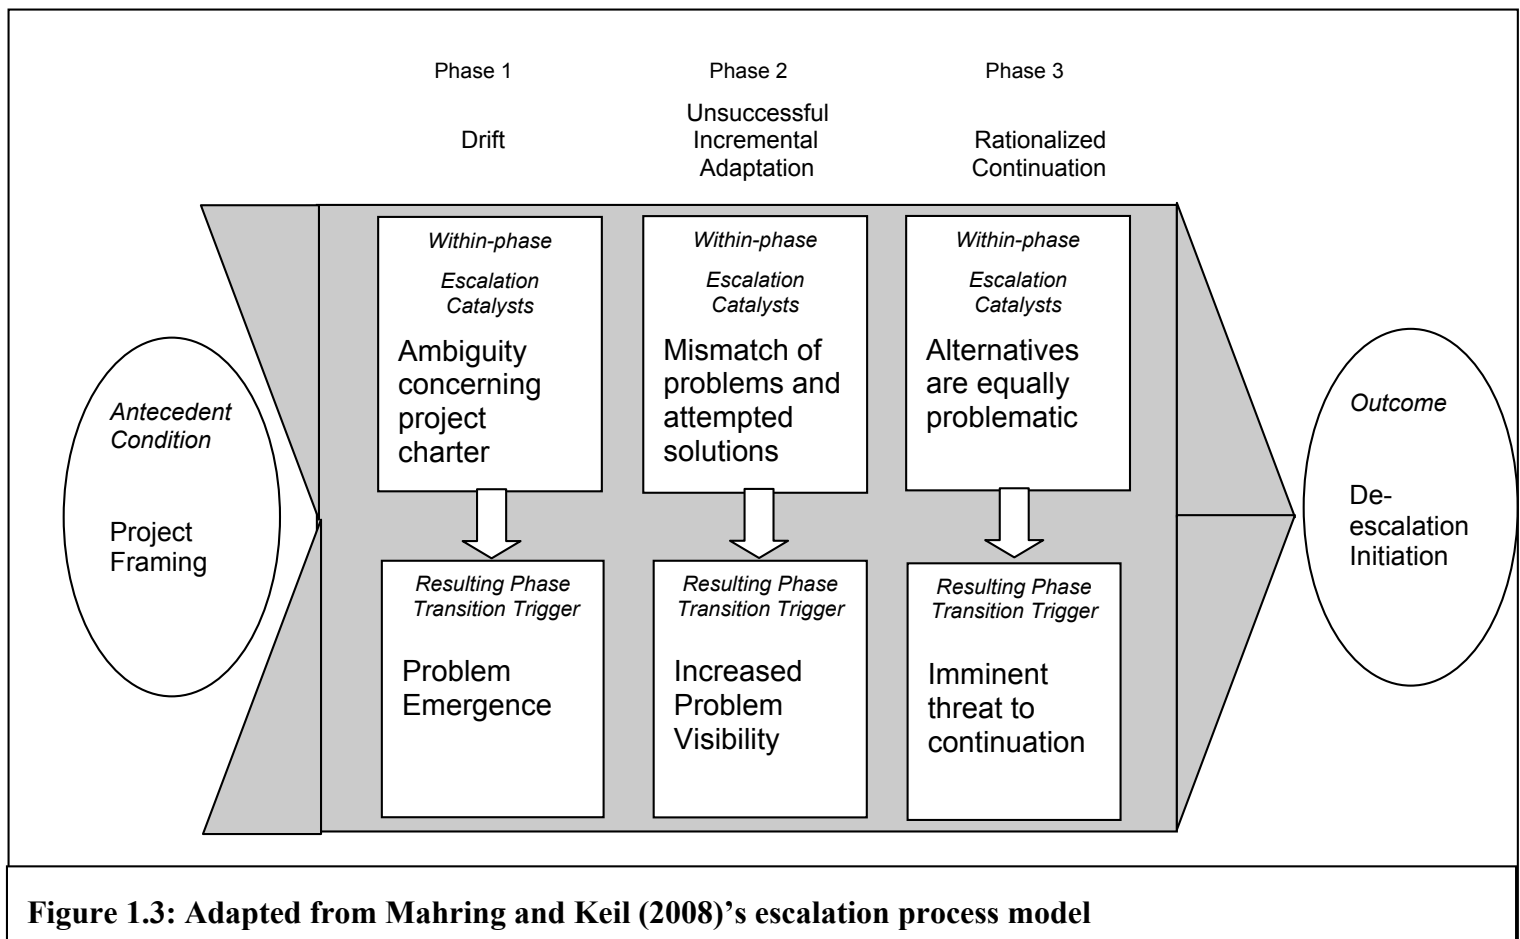 Phase 1
Drift
Phase 2
Unsuccessful
Incremental
Adaptation
Phase 3
Rationalized
Continuation
Antecedent
Condition
Project
Framing
Within-phase
Escalation
Catalysts
Ambiguity
concerning
project
charter
Resulting Phase
Transition Trigger
Problem
Emergence
Within-phase
Escalation
Catalysts
Mismatch of
problems and
attempted
solutions
Resulting Phase
Transition Trigger
Increased
Problem
Visibility
Within-phase
Escalation
Catalysts
Alternatives
are equally
problematic
Resulting Phase
Transition Trigger
Imminent
threat to
continuation
Outcome
De-
escalation
Initiation
Figure 1.3: Adapted from Mahring and Keil (2008)’s escalation process model